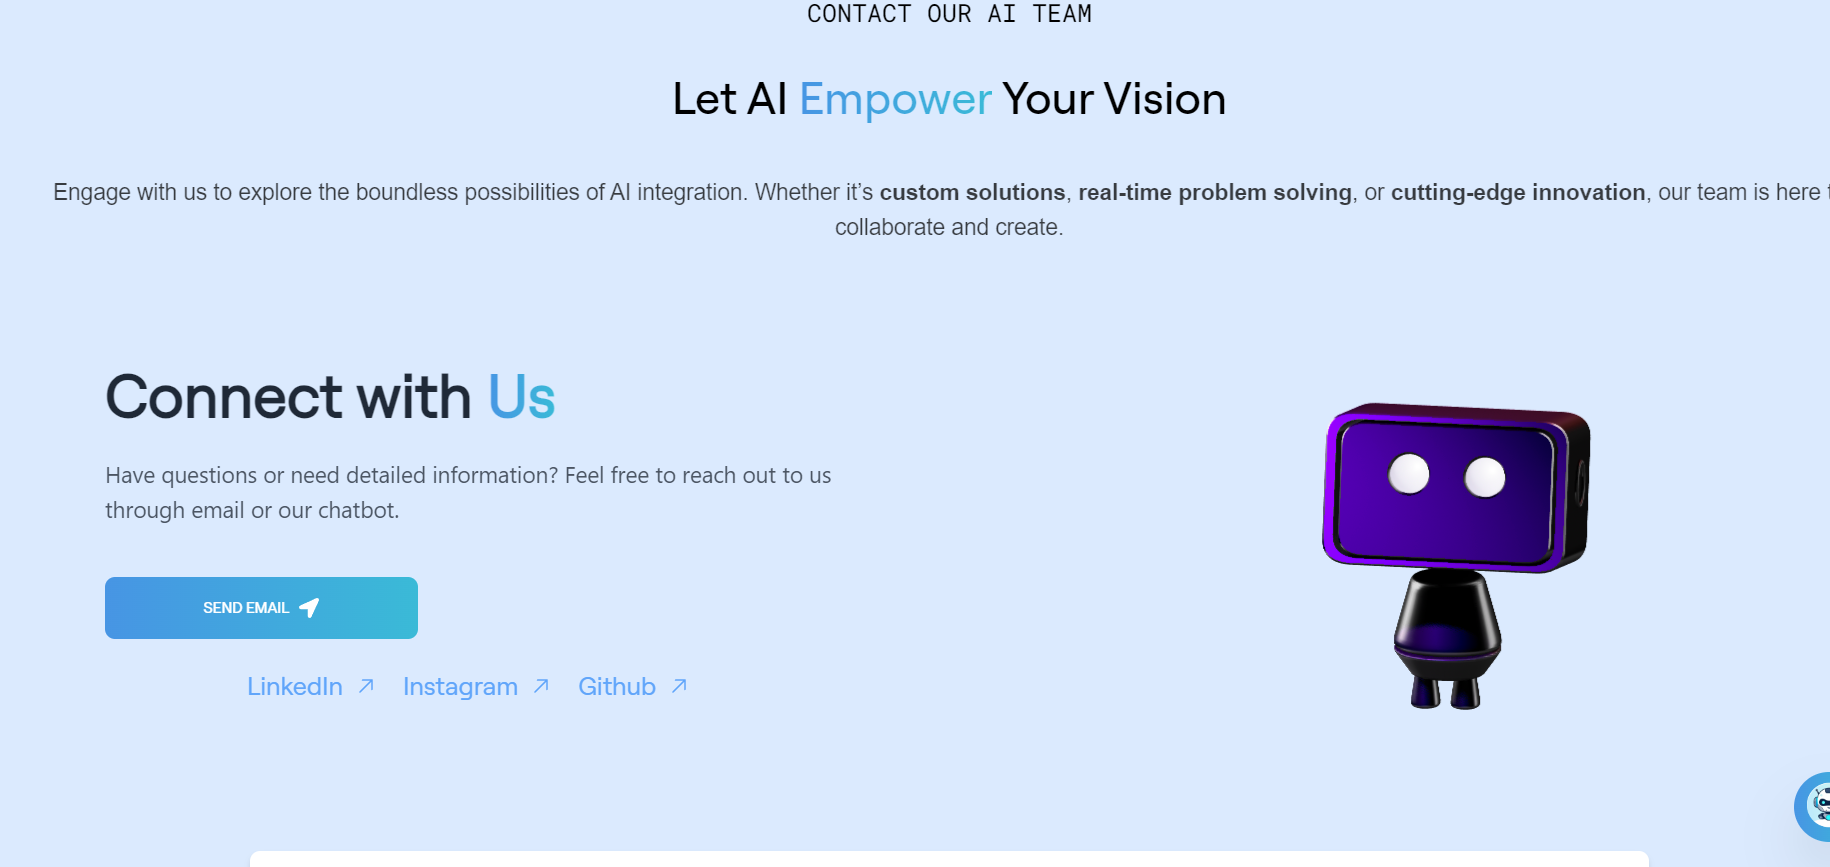 CONTACT OUR AI TEAM
Let AI Empower Your Vision
Engage with us to explore the boundless possibilities of AI integration. Whether it’s custom solutions, real-time problem solving, or cutting-edge innovation, our team is here
collaborate and create.
Connect with Us
Have questions or need detailed information? Feel free to reach out to us
through email or our chatbot.
SEND EMAIL
LinkedIn Instagram Github